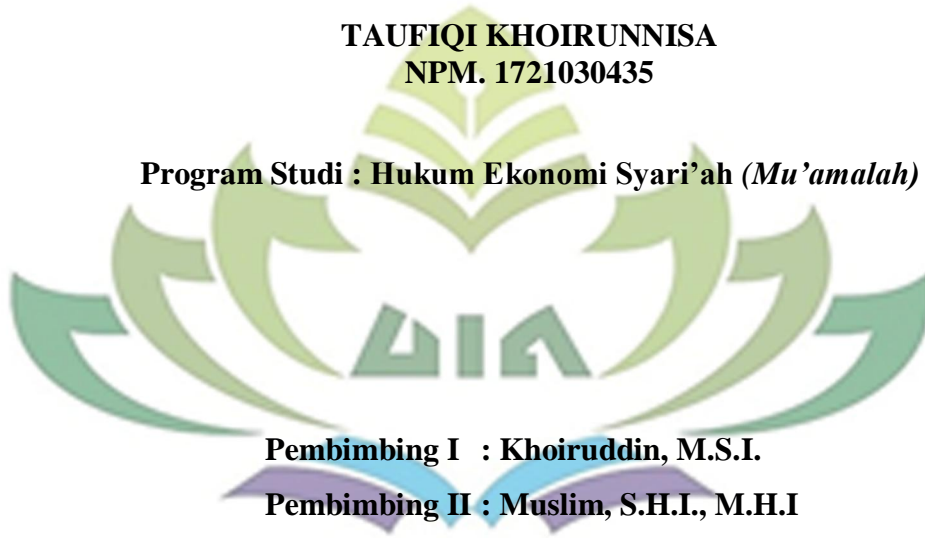 TAUFIQI KHOIRUNNISA
NPM. 1721030435
Program Studi : Hukum Ekonomi Syari’ah (Mu’amalah)
UIN
Pembimbing I : Khoiruddin, M.S.I.
Pembimbing II : Muslim, S.H.I., M.H.I